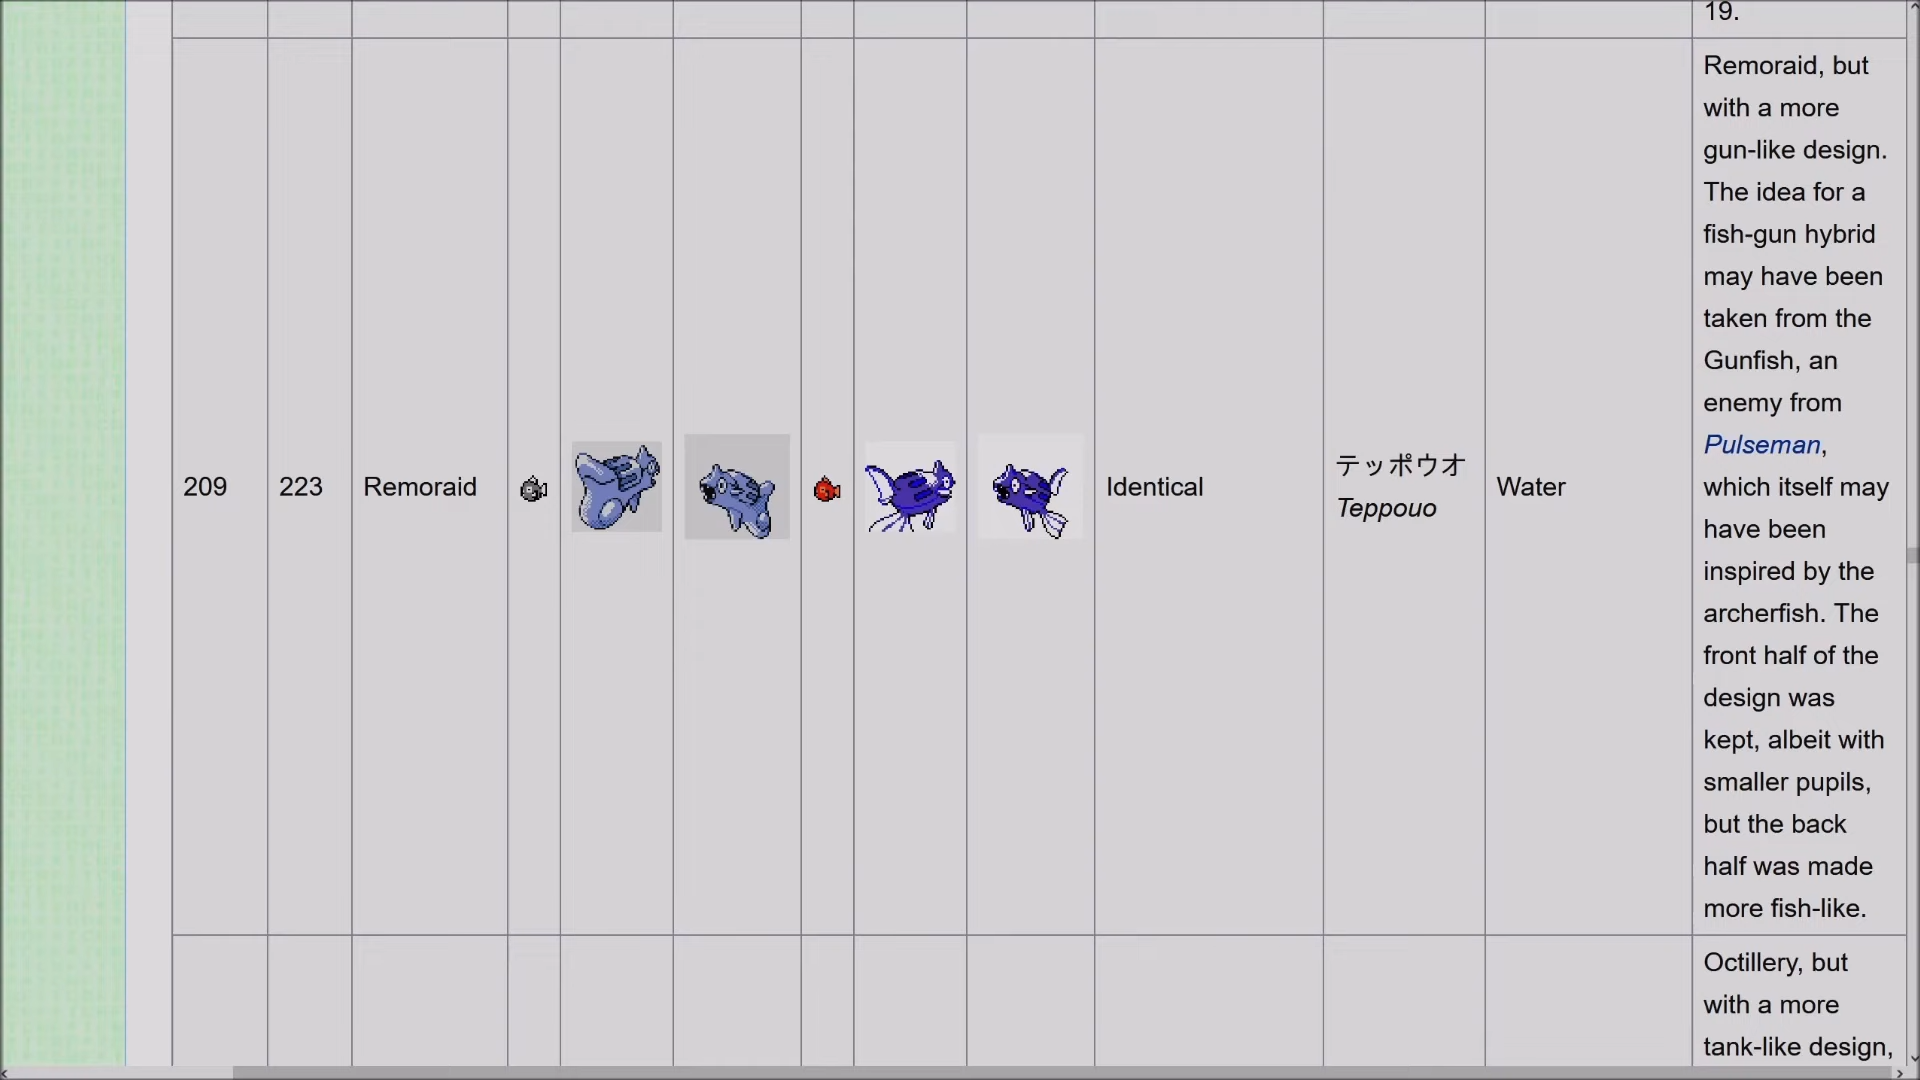 19.
Remoraid, but
with a more
gun-like design.
The idea for a
fish-gun hybrid
may have been
taken from the
Gunfish, an
enemy from
Pulseman,
which itself may
have been
inspired by the
archerfish. The
front half of the
design was
kept, albeit with
smaller pupils,
but the back
half was made
more fish-like.
209 223 Remoraid Identical テッポウオ Water
Teppouo
Octillery, but
with a more
tank-like design,